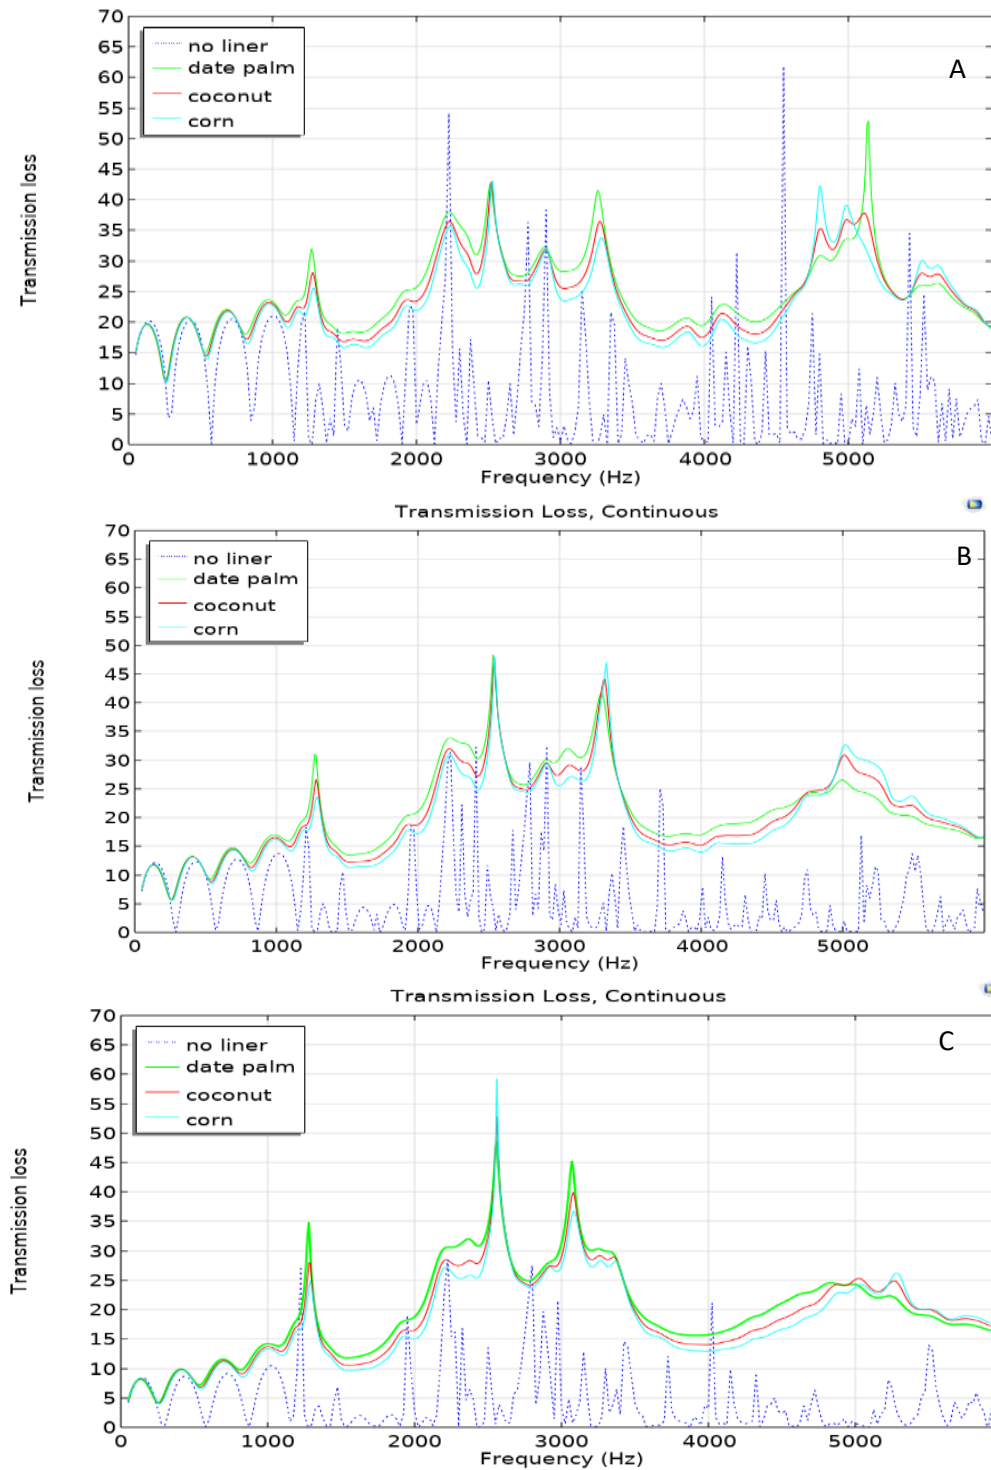 70
65
60
55
50
45
40
35
30
25
20
15
10
5
0
no liner
date palm
coconut
corn
A
Transmission loss
0 1000 2000 3000 4000 5000
Frequency (Hz)
Transmission Loss, Continuous
70
65
60
55
50
45
40
35
30
25
20
15
10
5
0
no liner
date palm
coconut
corn
B
Transmission loss
0 1000 2000 3000 4000 5000
Frequency (Hz)
Transmission Loss, Continuous
70
65
60
55
50
45
40
35
30
25
20
15
10
5
0
no liner
date palm
coconut
corn
C
Transmission loss
0 1000 2000 3000 4000 5000
Frequency (Hz)